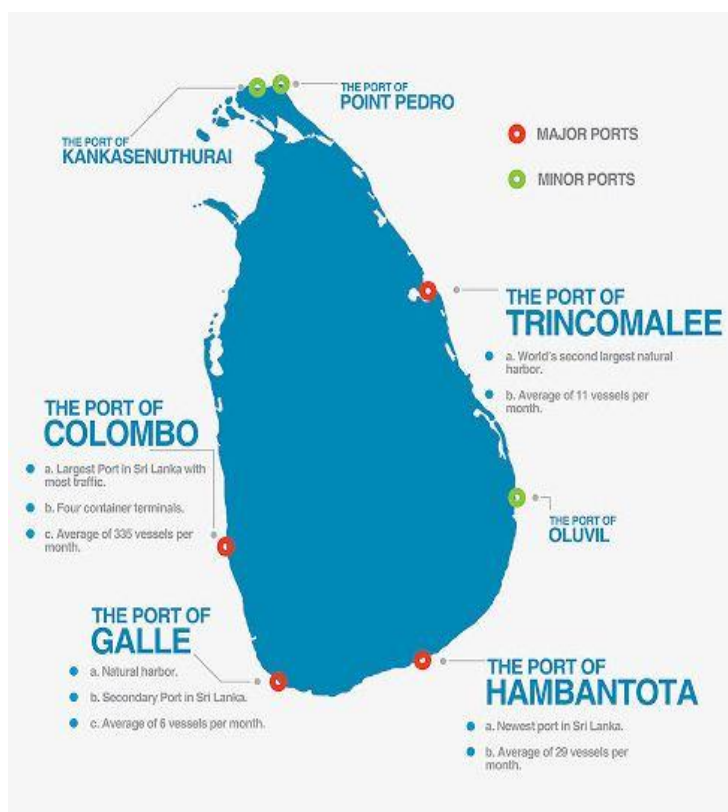 THE PORT OF
POINT PEDRO
THE PORT OF
KANKASENUTHURAI
MAJOR PORTS
MINOR PORTS
THE PORT OF
TRINCOMALEE
a. World's second largest natural
harbor.
b. Average of 11 vessels per
month.
THE PORT OF
COLOMBO
a. Largest Port in Sri Lanka with
most traffic.
b. Four container terminals.
c. Average of 335 vessels per
month.
THE PORT OF
OLUVIL
THE PORT OF
GALLE
a. Natural harbor.
b. Secondary Port in Sri Lanka.
c. Average of 6 vessels per month.
THE PORT OF
HAMBANTOTA
a. Newest port in Sri Lanka.
b. Average of 29 vessels per
month.